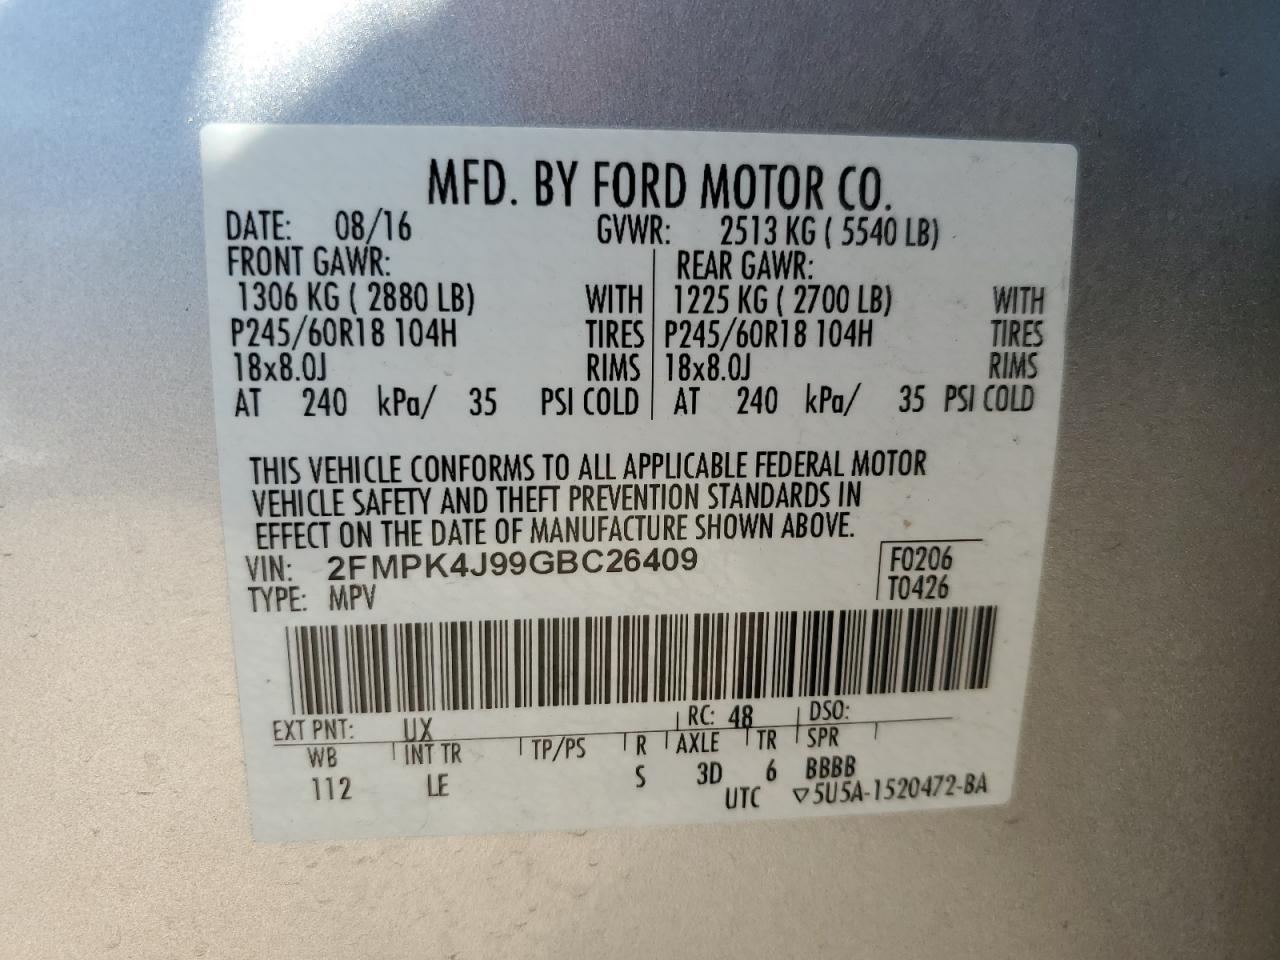 MFD. BY FORD MOTOR CO.
DATE: 08/16 GVWR: 2513 KG ( 5540 LB)
FRONT GAWR: REAR GAWR:
1306 KG ( 2880 LB) WITH 1225 KG ( 2700 LB) WITH
P245/60R18 104H TIRES P245/60R18 104H TIRES
18x8.0J RIMS 18x8.0J RIMS
AT 240 kPa/ 35 PSI COLD AT 240 kPa/ 35 PSI COLD
THIS VEHICLE CONFORMS TO ALL APPLICABLE FEDERAL MOTOR
VEHICLE SAFETY AND THEFT PREVENTION STANDARDS IN
EFFECT ON THE DATE OF MANUFACTURE SHOWN ABOVE.
VIN: 2FMPK4J99GBC26409 F0206
TYPE: MPV T0426
EXT PNT: UX RC: 48 DSO:
WB INT TR TP/PS R AXLE TR SPR
112 LE S 3D 6 BBBB
UTC ▽5U5A-1520472-BA